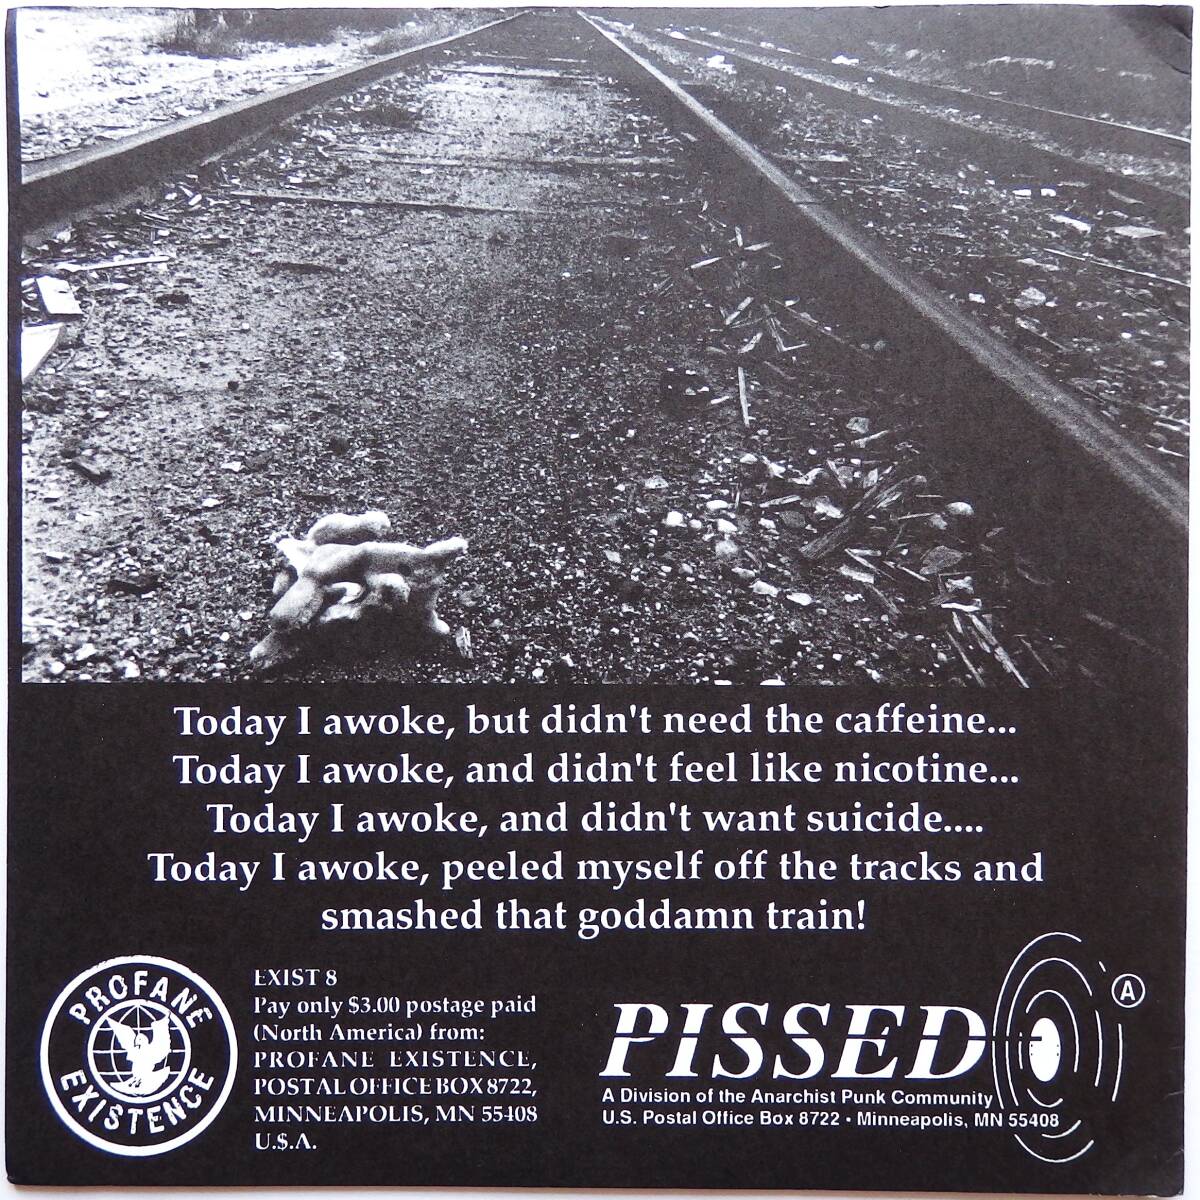 Today I awoke, but didn't need the caffeine...
Today I awoke, and didn't feel like nicotine...
Today I awoke, and didn't want suicide....
Today I awoke, peeled myself off the tracks and
smashed that goddamn train!
PROFANE
EXISTENCE
EXIST 8
Pay only $3.00 postage paid
(North America) from:
PROFANE EXISTENCE,
POSTAL OFFICE BOX 8722,
MINNEAPOLIS, MN 55408
U.$.A.
PISSED
A
A Division of the Anarchist Punk Community
U.S. Postal Office Box 8722 • Minneapolis, MN 55408